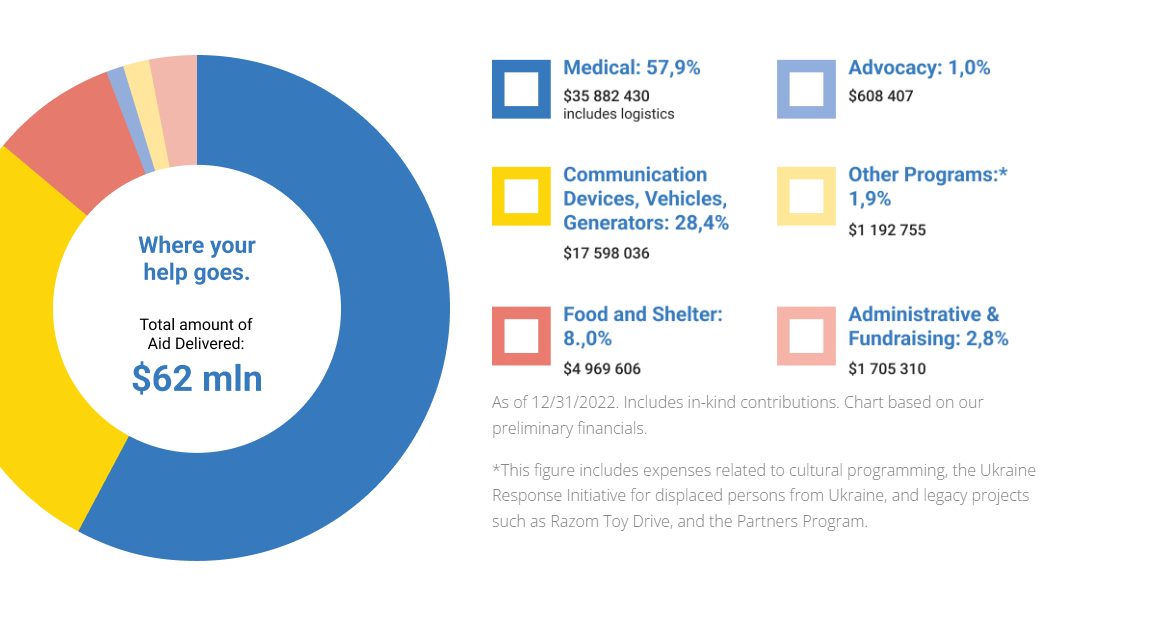 Where your
help goes.
Total amount of
Aid Delivered:
$62 mln
Medical: 57,9%
$35 882 430
includes logistics
Communication
Devices, Vehicles,
Generators: 28,4%
$17 598 036
Food and Shelter:
8.,0%
$4 969 606
Advocacy: 1,0%
$608 407
Other Programs:*
1,9%
$1 192 755
Administrative &
Fundraising: 2,8%
$1 705 310
As of 12/31/2022. Includes in-kind contributions. Chart based on our
preliminary financials.
*This figure includes expenses related to cultural programming, the Ukraine
Response Initiative for displaced persons from Ukraine, and legacy projects
such as Razom Toy Drive, and the Partners Program.